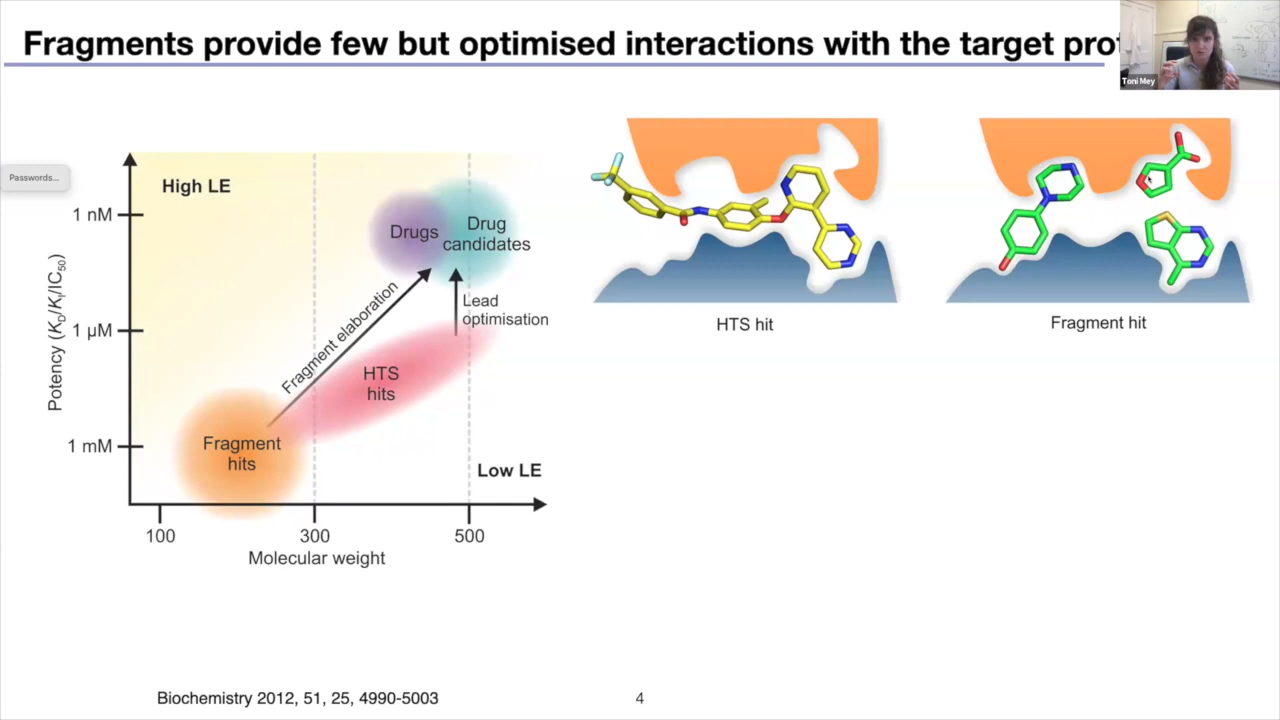 Fragments provide few but optimised interactions with the target pro
Toni Mey
Passwords...
High LE
1 nM
1 µM
1 mM
Potency (KD/KI/IC50)
Drugs
Drug
candidates
Fragment elaboration
Lead
optimisation
HTS
hits
Fragment
hits
Low LE
100
300
500
Molecular weight
HTS hit
Fragment hit
Biochemistry 2012, 51, 25, 4990-5003
4